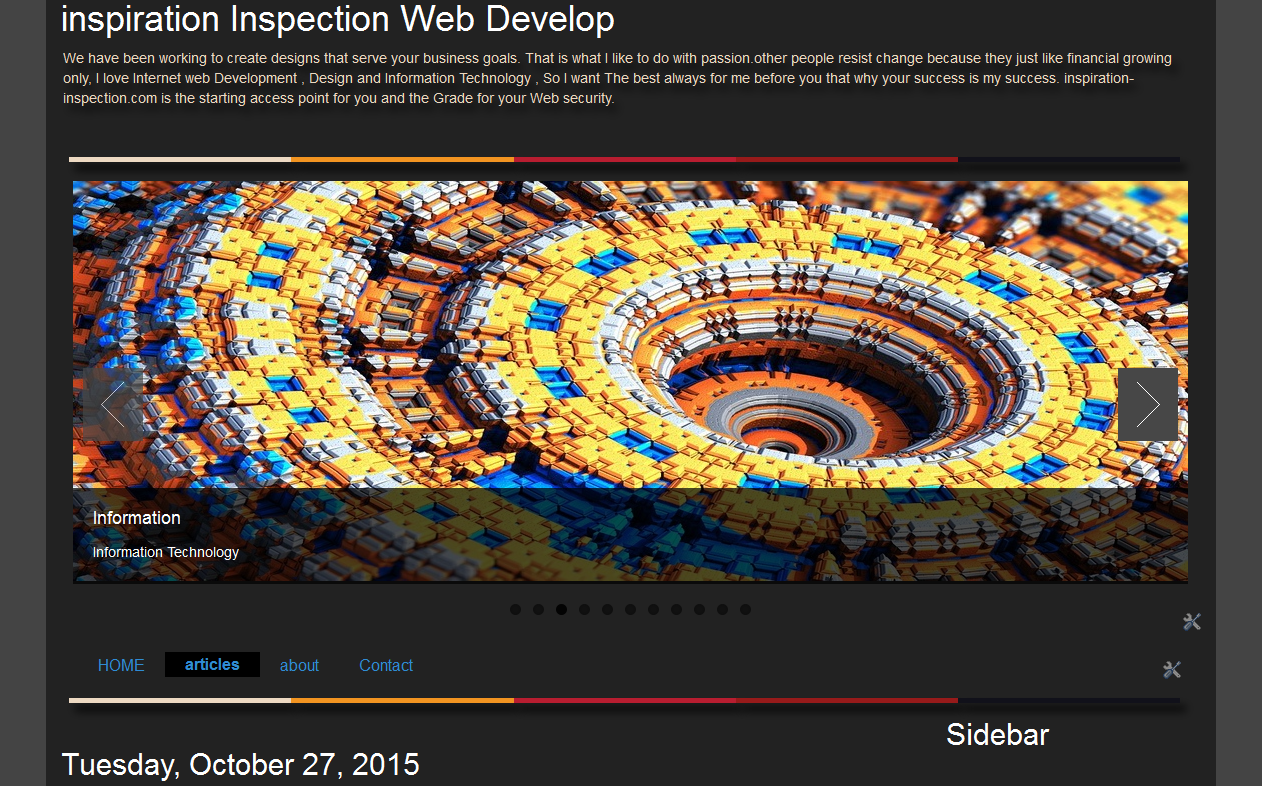 inspiration Inspection Web Develop
We have been working to create designs that serve your business goals. That is what I like to do with passion.other people resist change because they just like financial growing
only, I love Internet web Development , Design and Information Technology , So I want The best always for me before you that why your success is my success. inspiration-
inspection.com is the starting access point for you and the Grade for your Web security.
Information
Information Technology
HOME articles about Contact
Sidebar
Tuesday, October 27, 2015